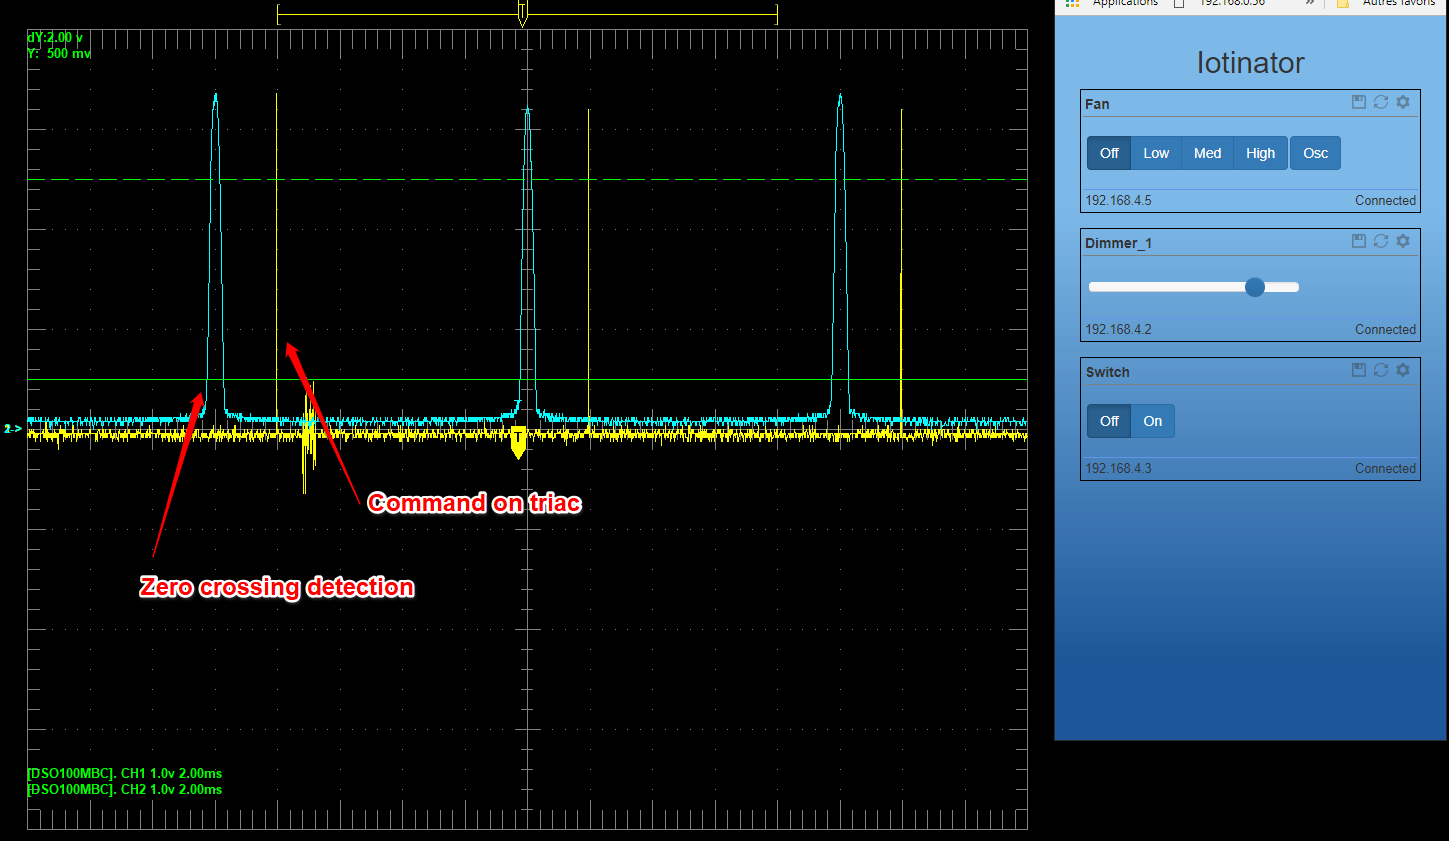 dY:2.00 v
Y: 500 mv
T
T
Command on triac
Zero crossing detection
[DSO100MBC]. CH1 1.0v 2.00ms
[DSO100MBC]. CH2 1.0v 2.00ms
Applications
192.168.0.56
»
Autres favoris
Iotinator
Fan
Off Low Med High Osc
192.168.4.5 Connected
Dimmer_1
192.168.4.2 Connected
Switch
Off On
192.168.4.3 Connected